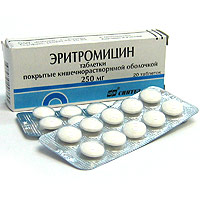 ЭРИТРОМИЦИН
таблетки
покрытые кишечнорастворимой оболочкой
250 мг
20 таблеток